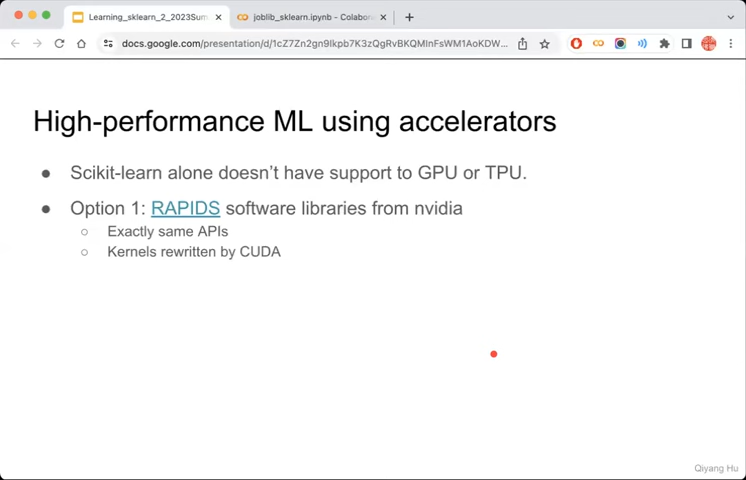 Learning_sklearn_2_2023Sum
joblib_sklearn.ipynb - Colabora
docs.google.com/presentation/d/1cZ7Zn2gn9Ikpb7K3zQgRvBKQMInFsWM1AoKDW...
High-performance ML using accelerators
● Scikit-learn alone doesn't have support to GPU or TPU.
● Option 1: RAPIDS software libraries from nvidia
○ Exactly same APIs
○ Kernels rewritten by CUDA
Qiyang Hu